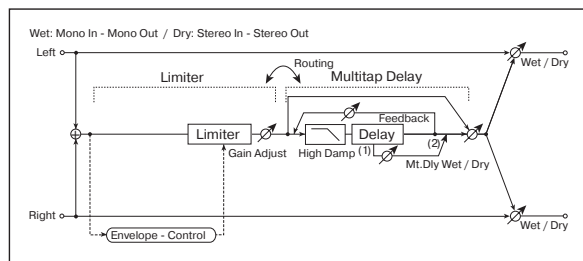 Wet: Mono In - Mono Out / Dry: Stereo In - Stereo Out
Left
Wet / Dry
Routing
Limiter
Multitap Delay
Feedback
Limiter
Delay
Gain Adjust
High Damp
(1)
(2)
Mt.Dly Wet / Dry
Right
Wet / Dry
Envelope - Control